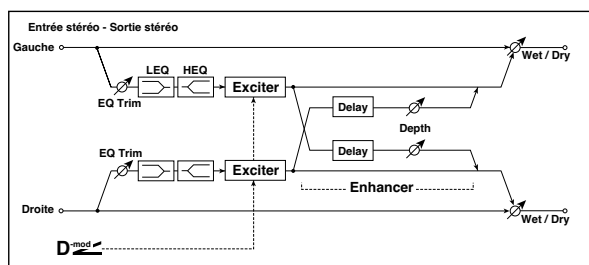 Entrée stéréo - Sortie stéréo
Gauche
Wet / Dry
LEQ HEQ
EQ Trim
Exciter
Delay
Depth
EQ Trim
Delay
Exciter
Enhancer
Droite
Wet / Dry
D-mod